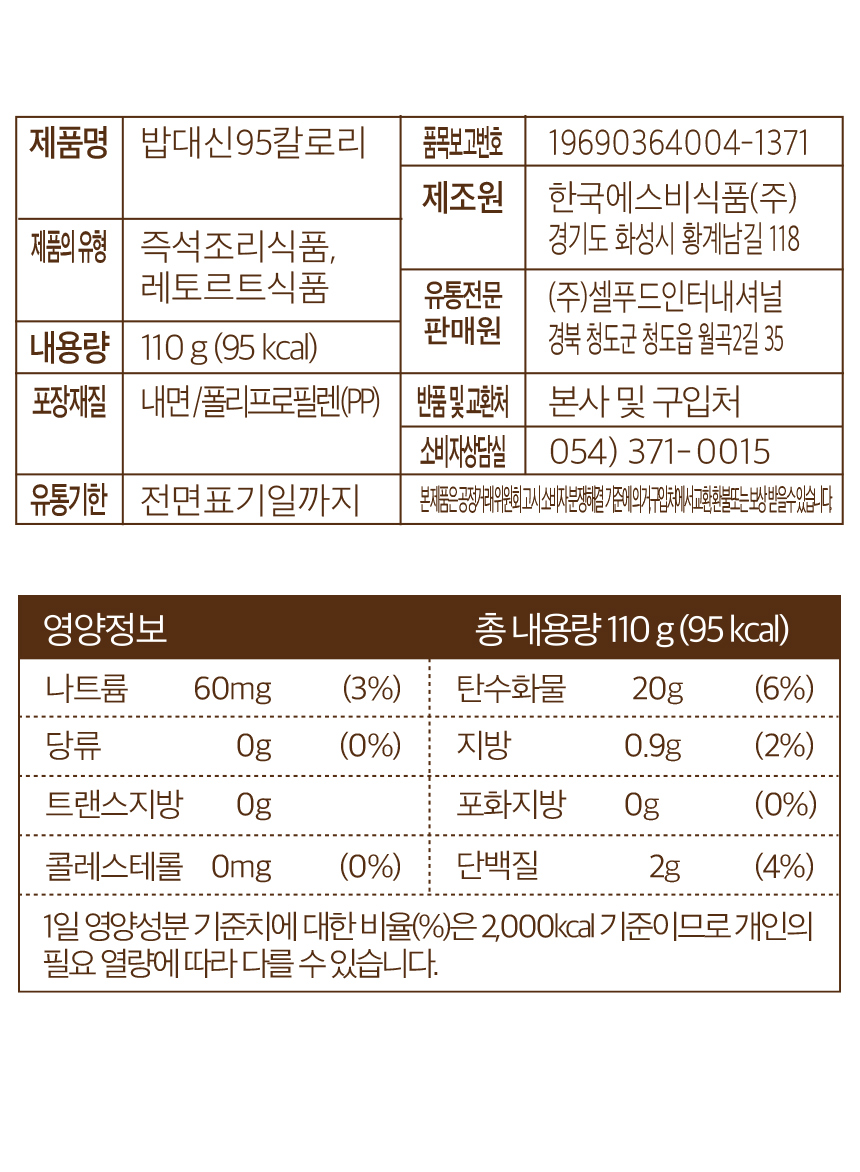 제품명 밥대신95칼로리
제품의 유형 즉석조리식품,
레토르트식품
내용량 110 g (95 kcal)
포장재질 내면/폴리프로필렌(PP)
유통기한 전면표기일까지
품목보고번호 19690364004-1371
제조원 한국에스비식품(주)
경기도 화성시 황계남길 118
유통전문 (주)셀푸드인터내셔널
판매원 경북 청도군 청도읍 월곡2길 35
반품 및 교환처 본사 및 구입처
소비자상담실 054) 371-0015
본제품은 공정거래위원회 고시 소비자 분쟁해결 기준에 의거 구입처에서 교환,환불 또는 보상 받을 수 있습니다.
영양정보 총 내용량 110 g (95 kcal)
나트륨 60mg (3%) 탄수화물 20g (6%)
당류 0g (0%) 지방 0.9g (2%)
트랜스지방 0g 포화지방 0g (0%)
콜레스테롤 0mg (0%) 단백질 2g (4%)
1일 영양성분 기준치에 대한 비율(%)은 2,000kcal 기준이므로 개인의
필요 열량에 따라 다를 수 있습니다.